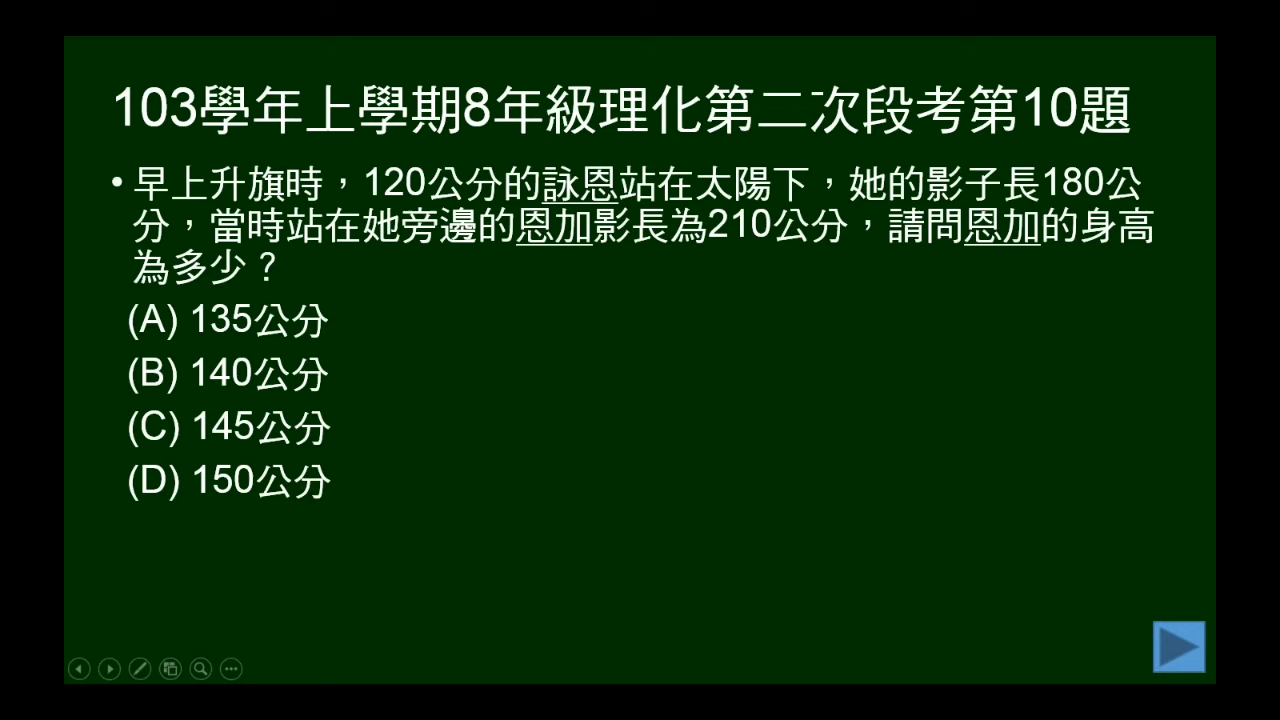 103學年上學期8年級理化第二次段考第10題
• 早上升旗時，120公分的詠恩站在太陽下，她的影子長180公
分，當時站在她旁邊的恩加影長為210公分，請問恩加的身高
為多少？
(A) 135公分
(B) 140公分
(C) 145公分
(D) 150公分